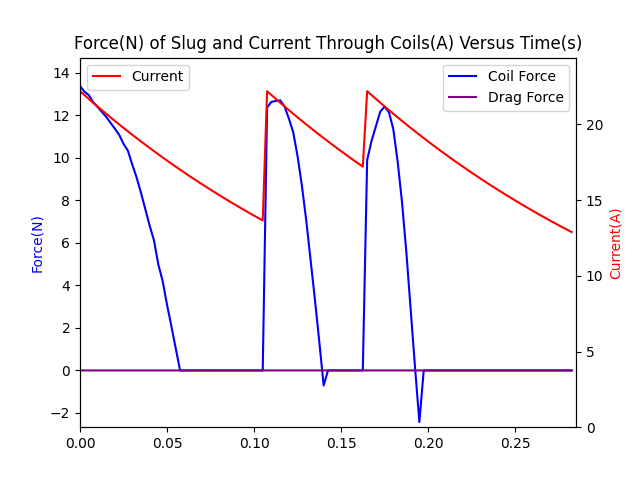 Force(N) of Slug and Current Through Coils(A) Versus Time(s)
Current
Coil Force
Drag Force
14
12
10
8
6
4
2
0
−2
Force(N)
20
15
10
5
0
Current(A)
0.00 0.05 0.10 0.15 0.20 0.25